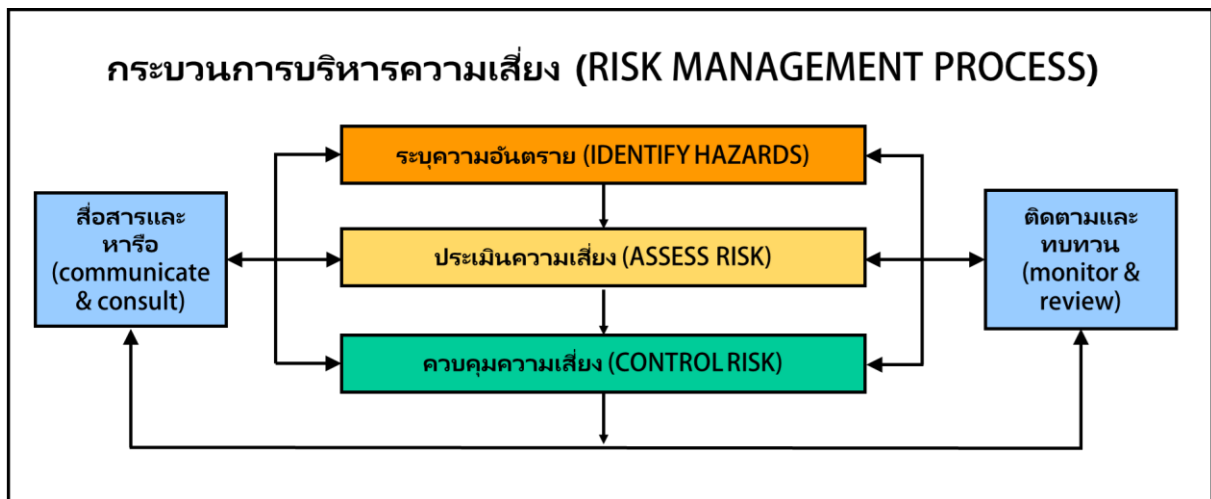 กระบวนการบริหารความเสี่ยง (RISK MANAGEMENT PROCESS)
ระบุความอันตราย (IDENTIFY HAZARDS)
สื่อสารและ
หารือ
(communicate
& consult)
ประเมินความเสี่ยง (ASSESS RISK)
ติดตามและ
ทบทวน
(monitor &
review)
ควบคุมความเสี่ยง (CONTROL RISK)